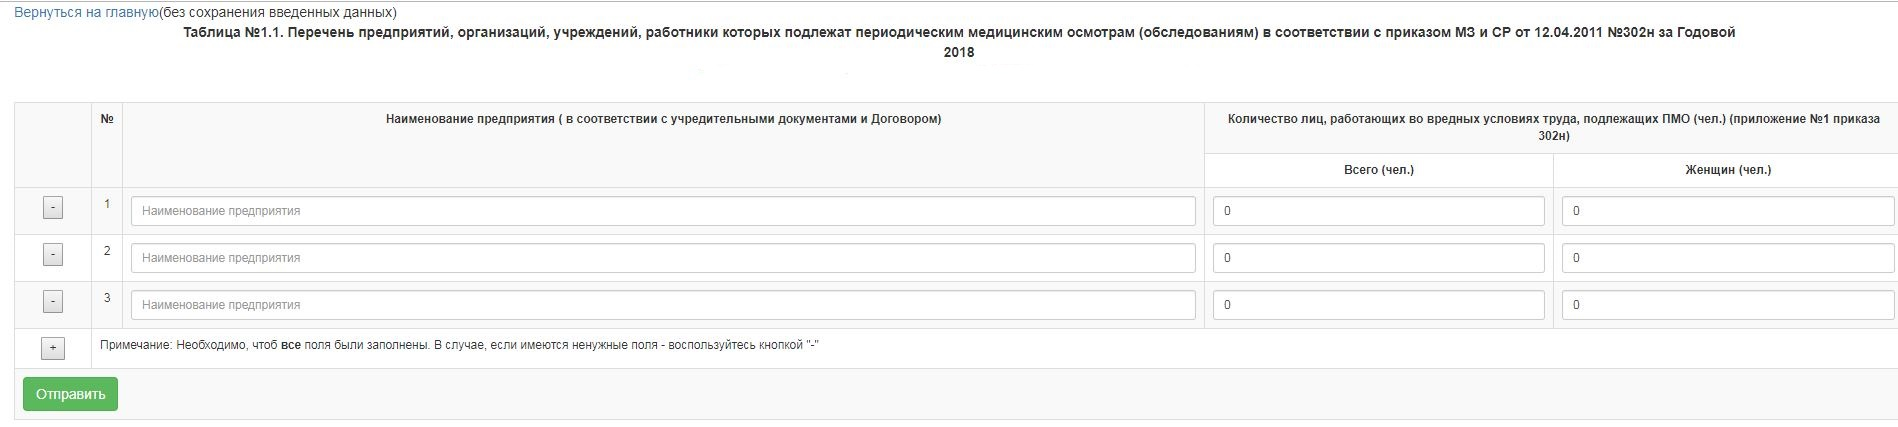 Вернуться на главную(без сохранения введенных данных)
Таблица №1.1. Перечень предприятий, организаций, учреждений, работники которых подлежат периодическим медицинским осмотрам (обследованиям) в соответствии с приказом МЗ и СР от 12.04.2011 №302н за Годовой
2018
№
Наименование предприятия ( в соответствии с учредительными документами и Договором)
Количество лиц, работающих во вредных условиях труда, подлежащих ПМО (чел.) (приложение №1 приказа
302н)
Всего (чел.)
Женщин (чел.)
- 1 Наименование предприятия 0 0
- 2 Наименование предприятия 0 0
- 3 Наименование предприятия 0 0
+ Примечание: Необходимо, чтоб все поля были заполнены. В случае, если имеются ненужные поля - воспользуйтесь кнопкой "-"
Отправить